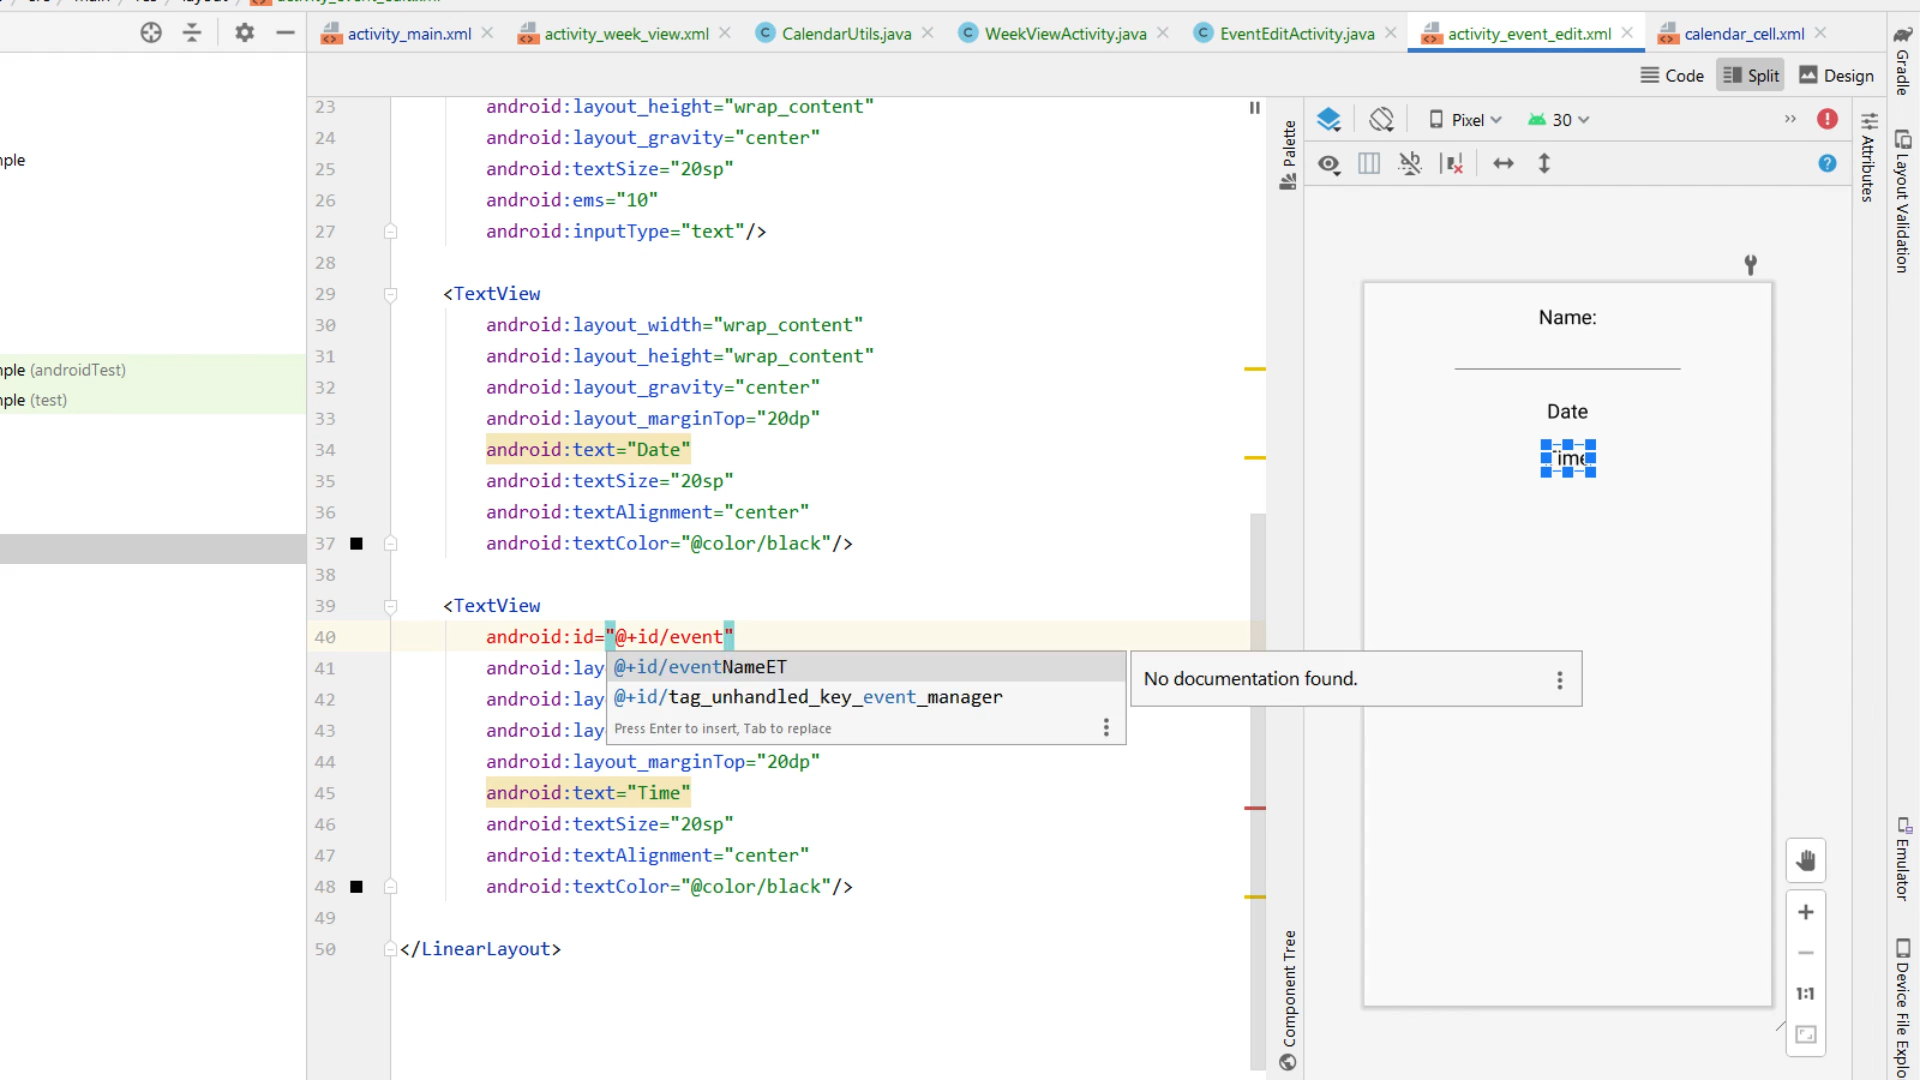 activity_main.xml
activity_week_view.xml
CalendarUtils.java
WeekViewActivity.java
EventEditActivity.java
activity_event_edit.xml
calendar_cell.xml
Code
Split
Design
23 android:layout_height="wrap_content"
24 android:layout_gravity="center"
25 android:textSize="20sp"
26 android:ems="10"
27 android:inputType="text"/>
28
29 <TextView
30 android:layout_width="wrap_content"
31 android:layout_height="wrap_content"
32 android:layout_gravity="center"
33 android:layout_marginTop="20dp"
34 android:text="Date"
35 android:textSize="20sp"
36 android:textAlignment="center"
37 android:textColor="@color/black"/>
38
39 <TextView
40 android:id="@+id/event"
41 android:lay
42 android:lay
43 android:lay
44 android:layout_marginTop="20dp"
45 android:text="Time"
46 android:textSize="20sp"
47 android:textAlignment="center"
48 android:textColor="@color/black"/>
49
50 </LinearLayout>
@+id/eventNameET
@+id/tag_unhandled_key_event_manager
Press Enter to insert, Tab to replace
No documentation found.
mple
mple (androidTest)
mple (test)
Palette
Component Tree
Pixel
30
Name:
Date
Time
1:1
Attributes
Gradle
Layout Validation
Emulator
Device File Explo